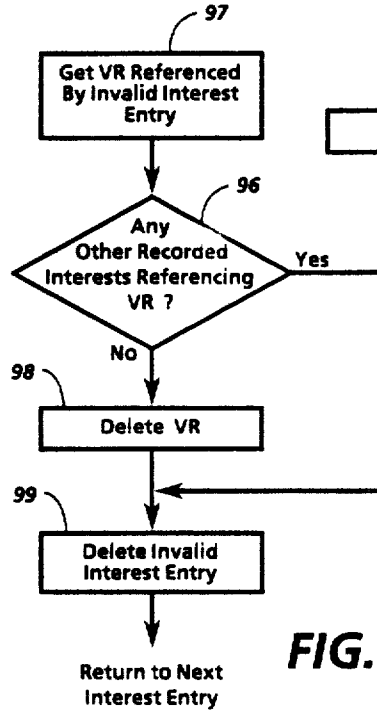 97
Get VR Referenced
By Invalid Interest
Entry
96
Any
Other Recorded
Interests Referencing
VR ?
Yes
No
98
Delete VR
99
Delete Invalid
Interest Entry
FIG.
Return to Next
Interest Entry